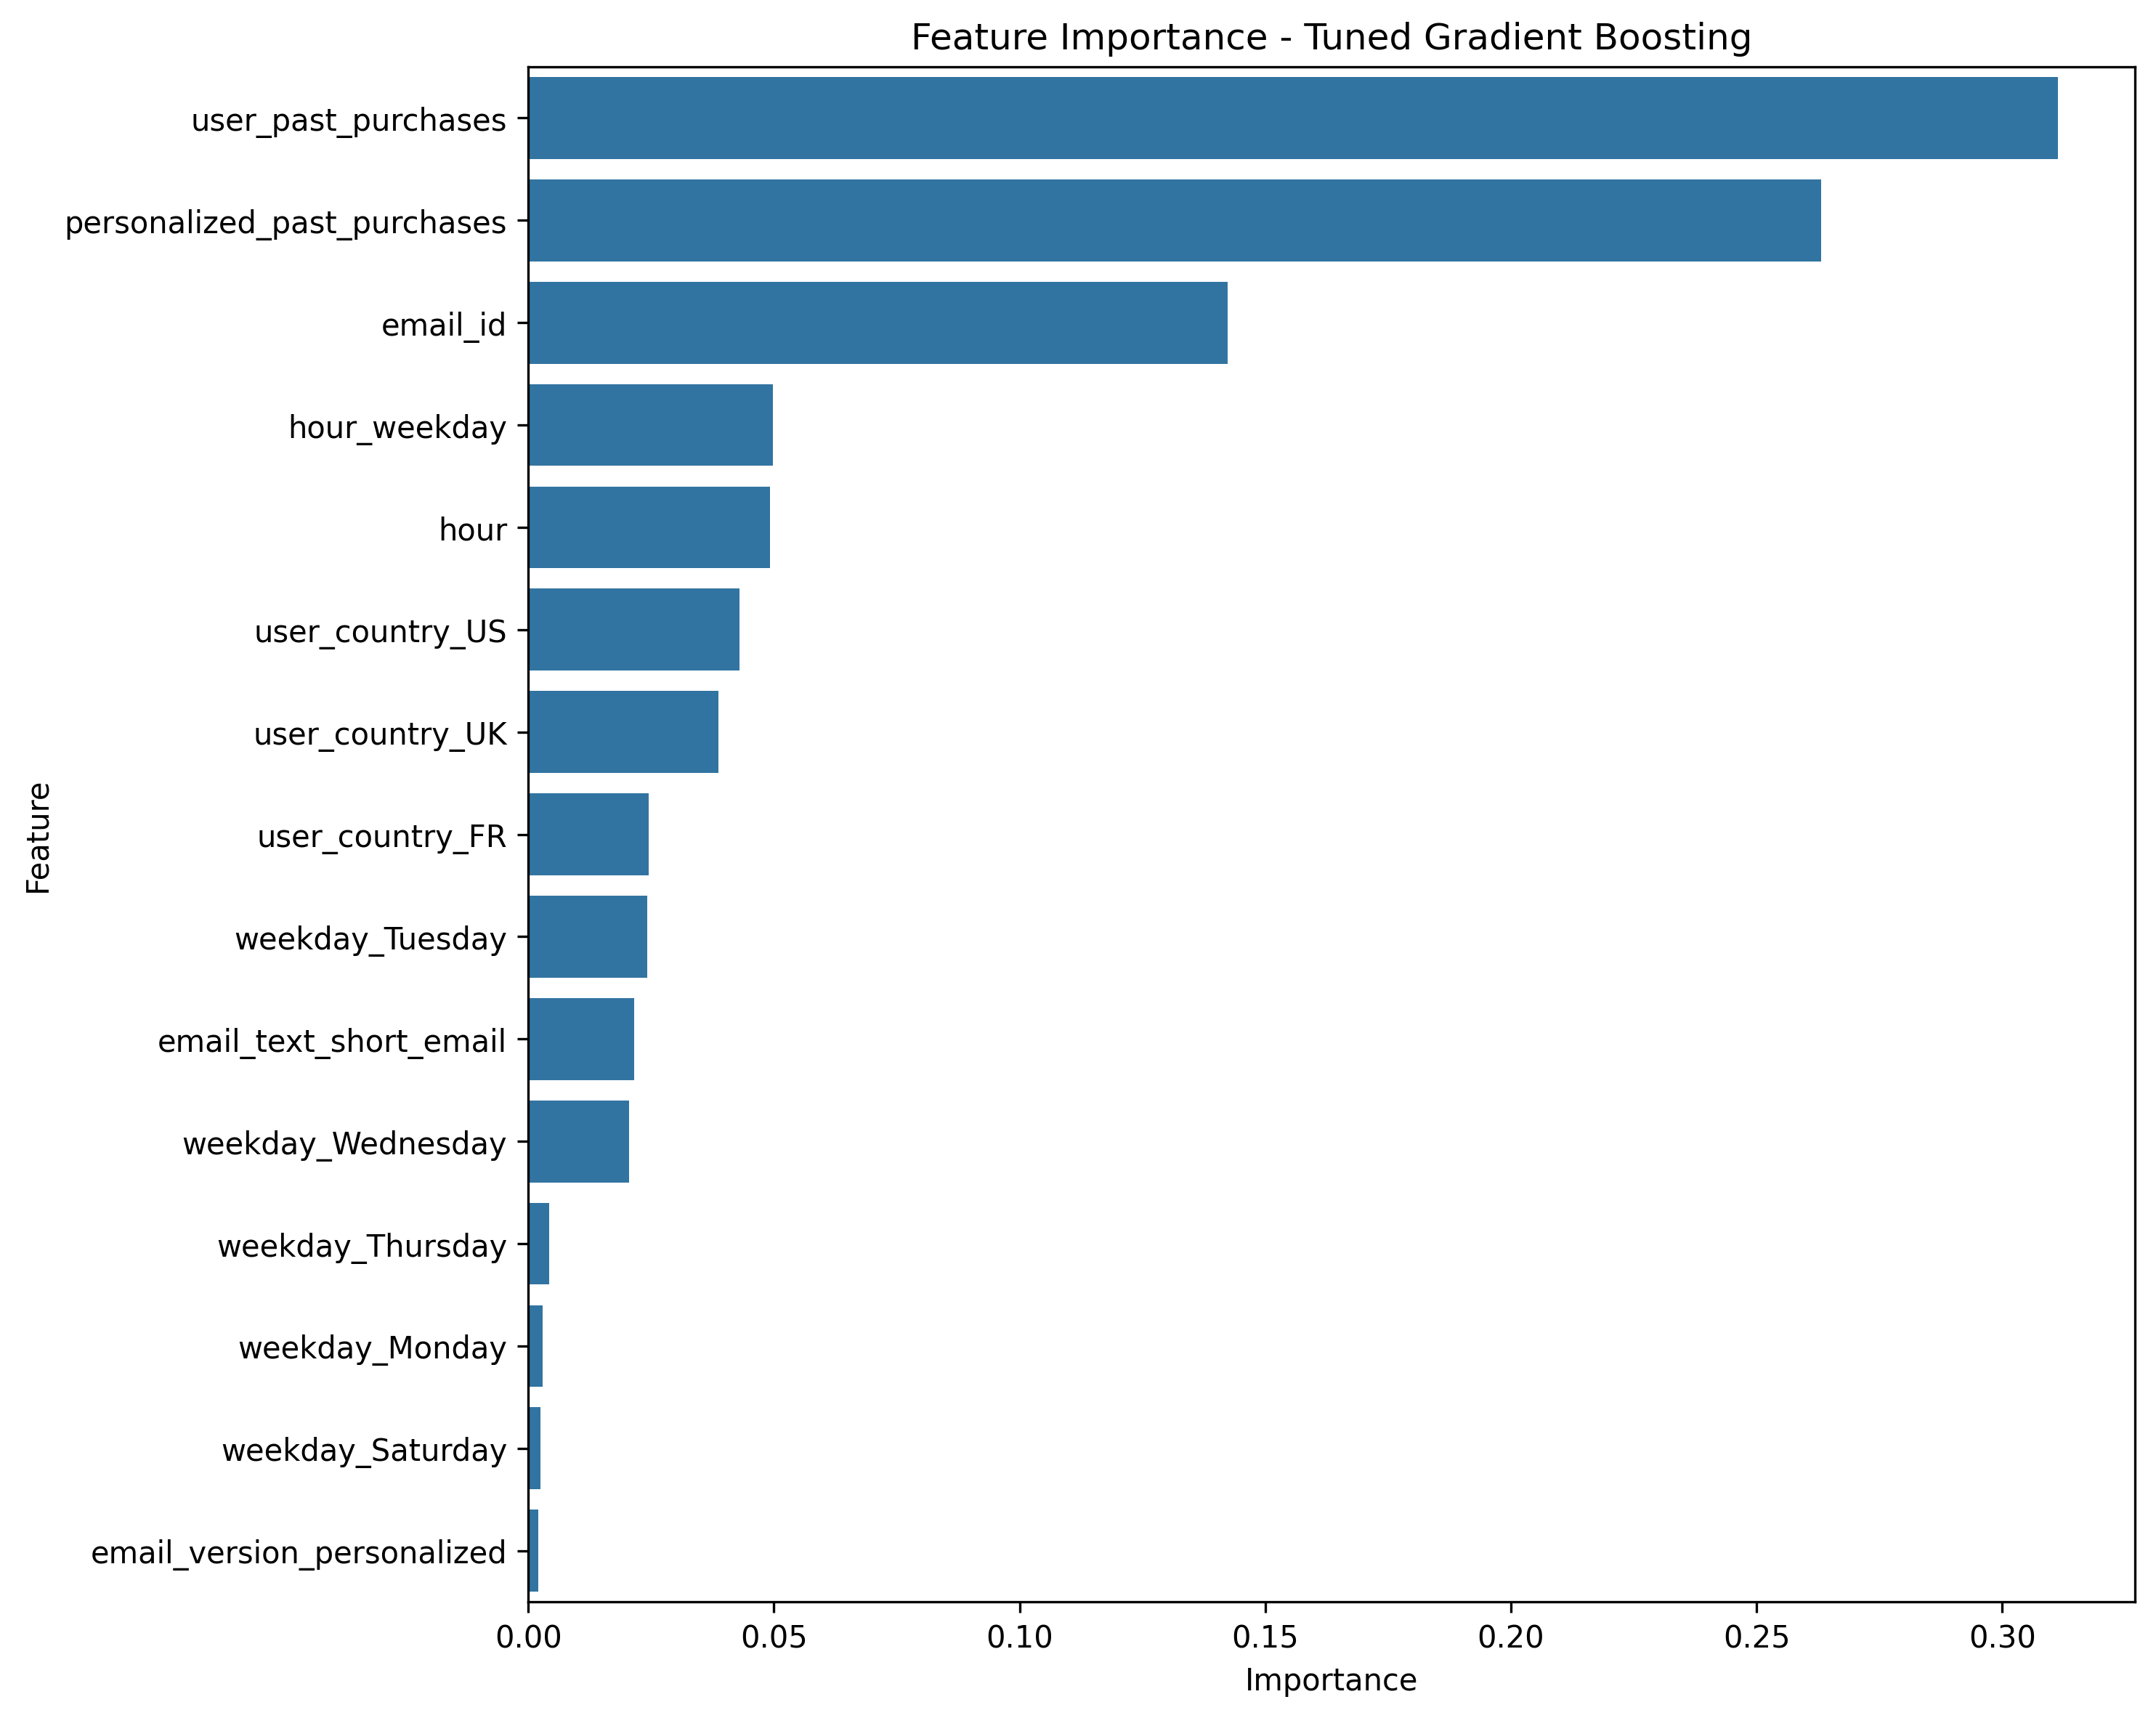 Feature Importance - Tuned Gradient Boosting
Feature
user_past_purchases
personalized_past_purchases
email_id
hour_weekday
hour
user_country_US
user_country_UK
user_country_FR
weekday_Tuesday
email_text_short_email
weekday_Wednesday
weekday_Thursday
weekday_Monday
weekday_Saturday
email_version_personalized
0.00 0.05 0.10 0.15 0.20 0.25 0.30
Importance